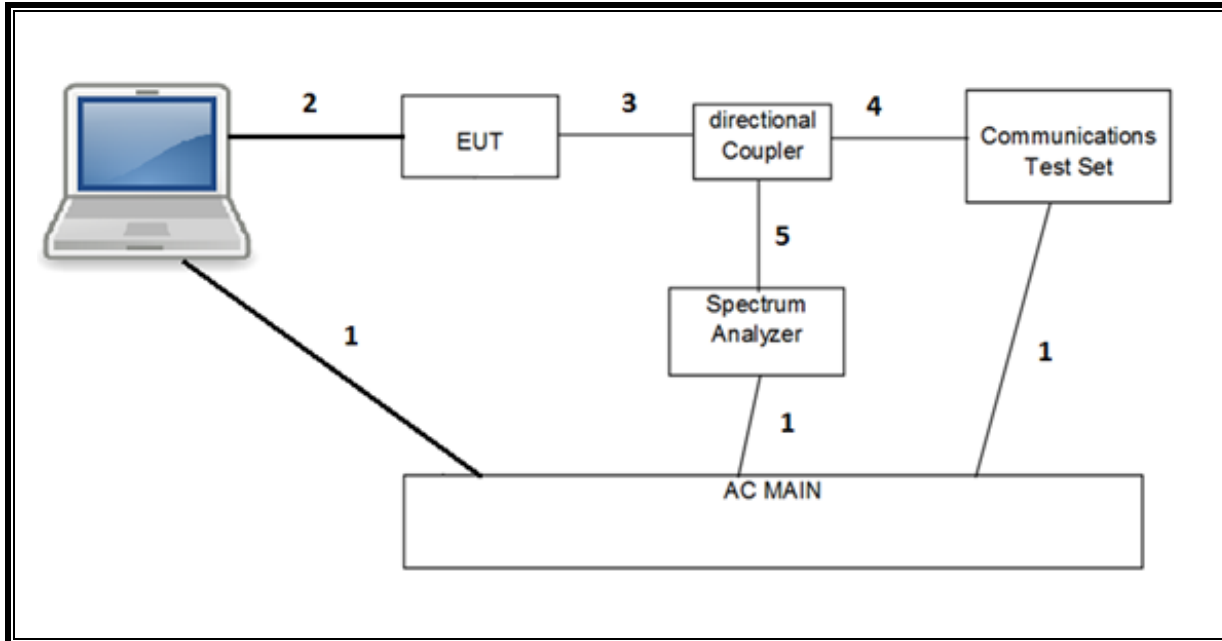 2
EUT
3
directional
Coupler
4
Communications
Test Set
5
Spectrum
Analyzer
1
1
1
AC MAIN